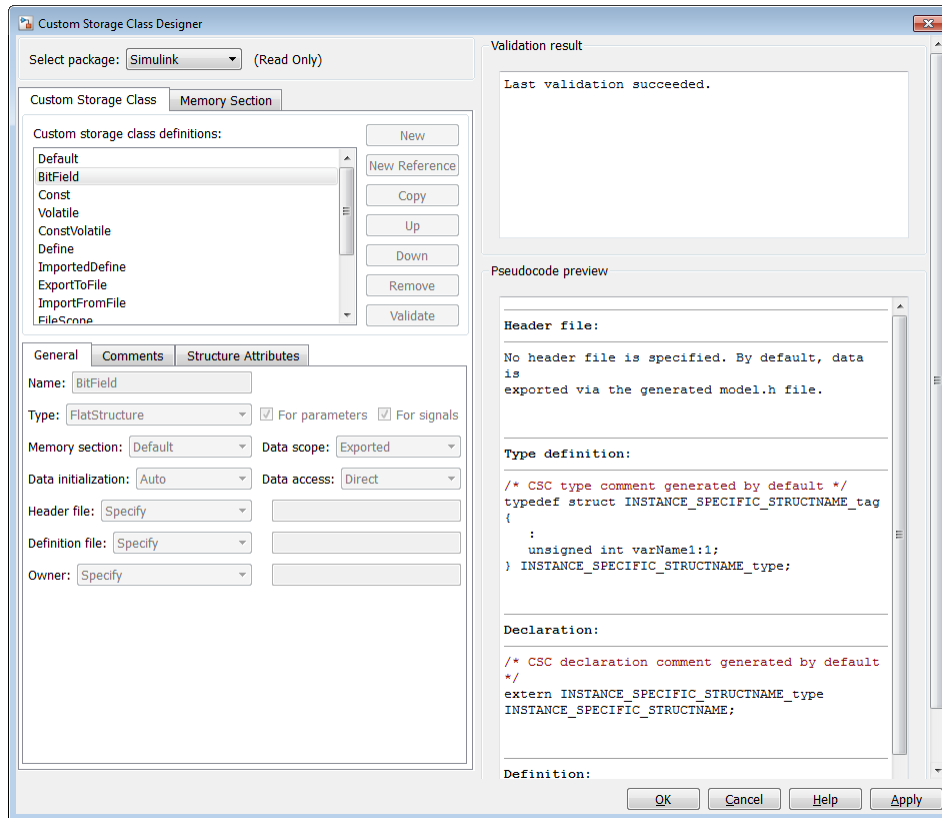 Custom Storage Class Designer
Select package: Simulink (Read Only)
Custom Storage Class Memory Section
Custom storage class definitions:
Default
BitField
Const
Volatile
ConstVolatile
Define
ImportedDefine
ExportToFile
ImportFromFile
FileScope
New
New Reference
Copy
Up
Down
Remove
Validate
General Comments Structure Attributes
Name: BitField
Type: FlatStructure For parameters For signals
Memory section: Default Data scope: Exported
Data initialization: Auto Data access: Direct
Header file: Specify
Definition file: Specify
Owner: Specify
Validation result
Last validation succeeded.
Pseudocode preview
Header file:
No header file is specified. By default, data
is
exported via the generated model.h file.
Type definition:
/* CSC type comment generated by default */
typedef struct INSTANCE_SPECIFIC_STRUCTNAME_tag
{
:
unsigned int varName1:1;
} INSTANCE_SPECIFIC_STRUCTNAME_type;
Declaration:
/* CSC declaration comment generated by default
*/
extern INSTANCE_SPECIFIC_STRUCTNAME_type
INSTANCE_SPECIFIC_STRUCTNAME;
Definition:
OK Cancel Help Apply